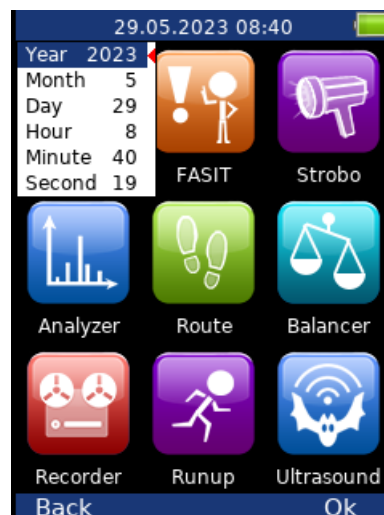 29.05.2023 08:40
Year 2023
Month 5
Day 29
Hour 8
Minute 40
Second 19
FASIT Strobo
Analyzer Route Balancer
Recorder Runup Ultrasound
Back Ok